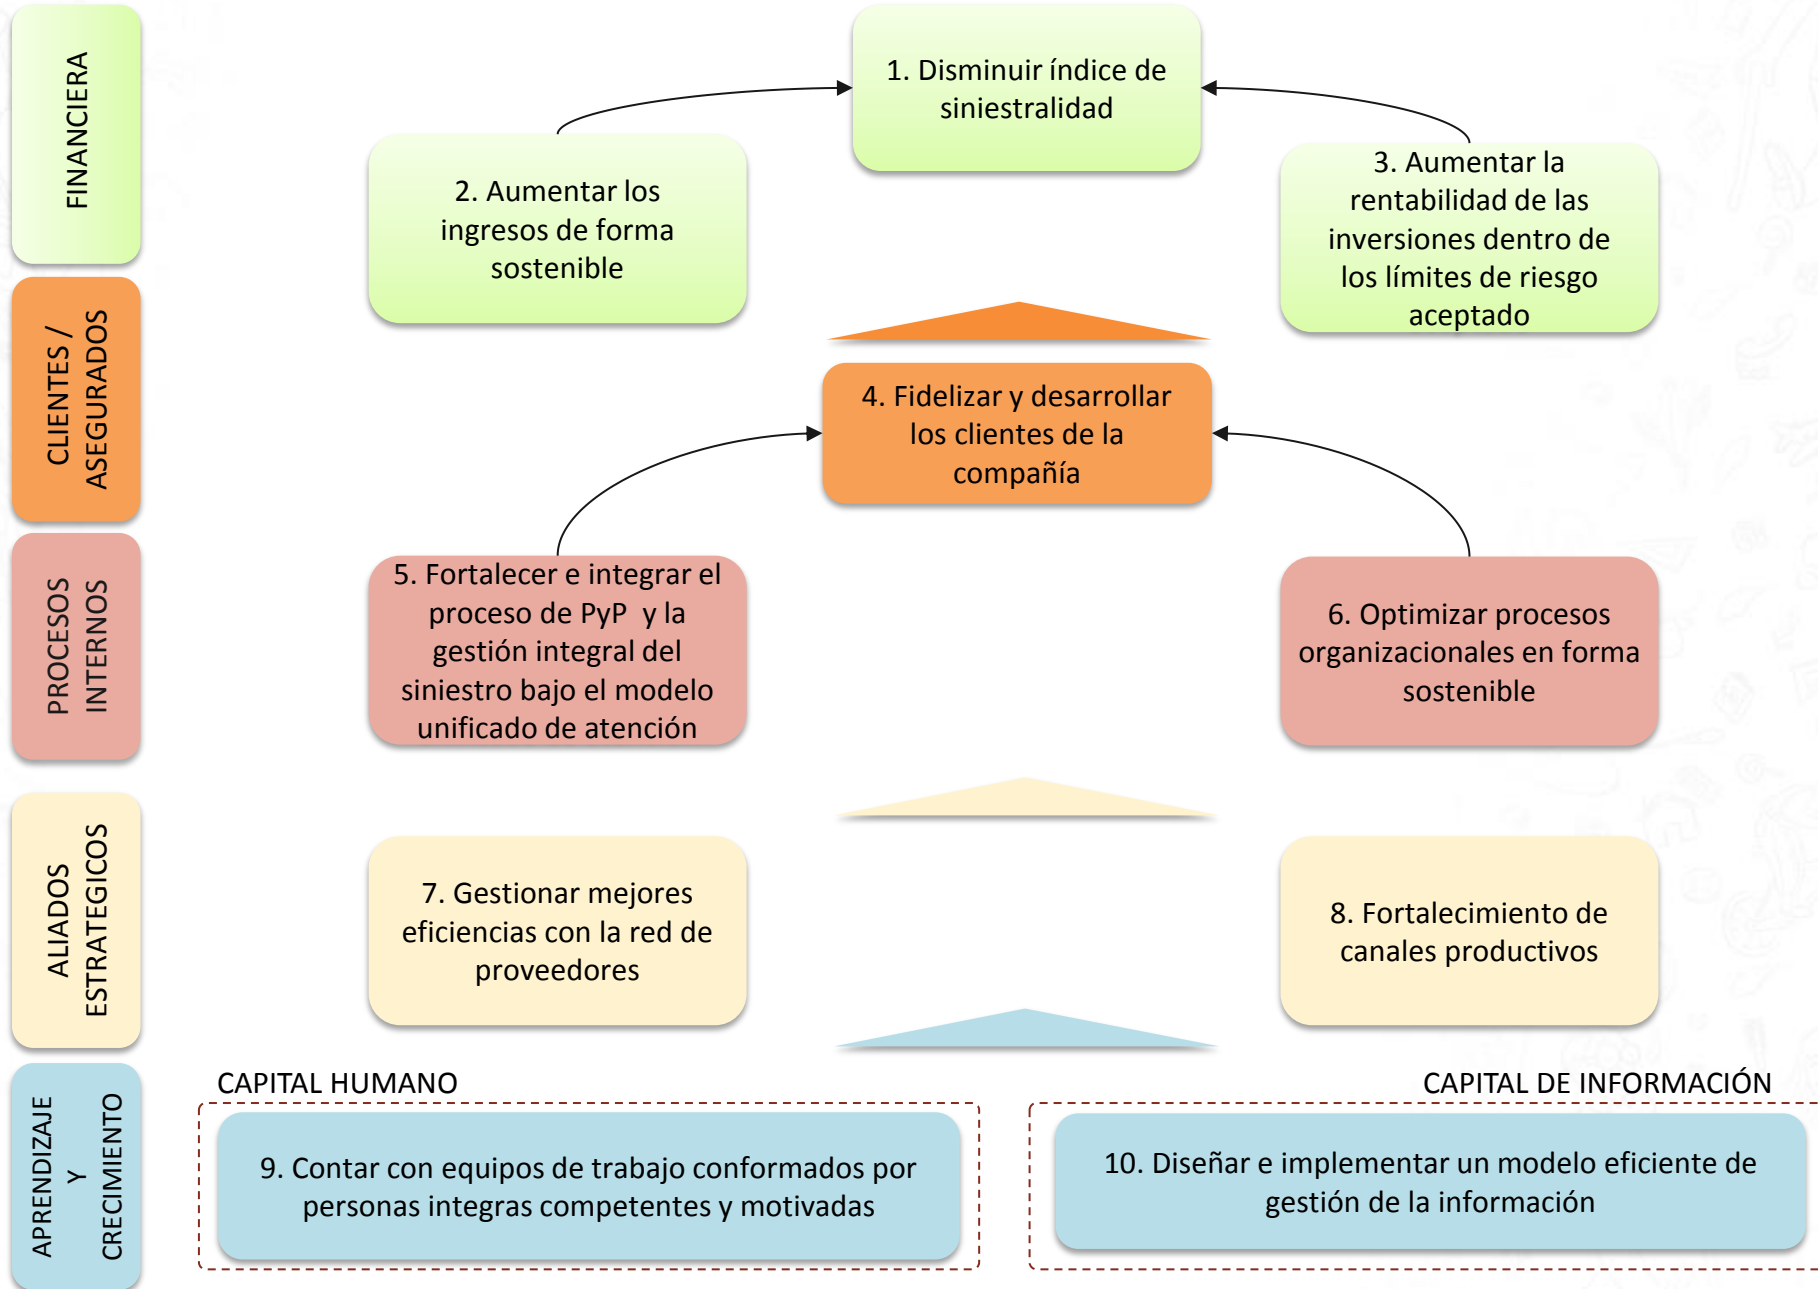 FINANCIERA
1. Disminuir índice de
siniestralidad
2. Aumentar los
ingresos de forma
sostenible
3. Aumentar la
rentabilidad de las
inversiones dentro de
los límites de riesgo
aceptado
CLIENTES /
ASEGURADOS
4. Fidelizar y desarrollar
los clientes de la
compañía
PROCESOS
INTERNOS
5. Fortalecer e integrar el
proceso de PyP y la
gestión integral del
siniestro bajo el modelo
unificado de atención
6. Optimizar procesos
organizacionales en forma
sostenible
ALIADOS
ESTRATEGICOS
7. Gestionar mejores
eficiencias con la red de
proveedores
8. Fortalecimiento de
canales productivos
APRENDIZAJE
Y
CRECIMIENTO
CAPITAL HUMANO
9. Contar con equipos de trabajo conformados por
personas integras competentes y motivadas
CAPITAL DE INFORMACIÓN
10. Diseñar e implementar un modelo eficiente de
gestión de la información